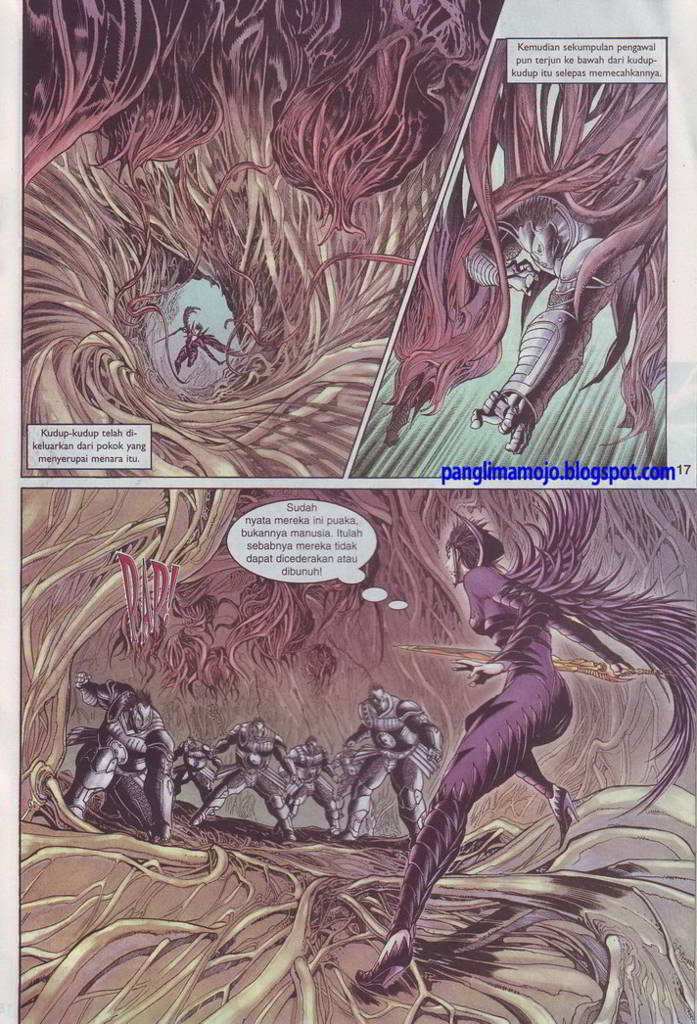 Kudup-kudup telah di-
keluarkan dari pokok yang
menyerupai menara itu.
Kemudian sekumpulan pengawal
pun terjun ke bawah dari kudup-
kudup itu selepas memecahkannya.
panglimamojo.blogspot.com
17
Sudah
nyata mereka ini puaka,
bukannya manusia. Itulah
sebabnya mereka tidak
dapat dicederakan atau
dibunuh!